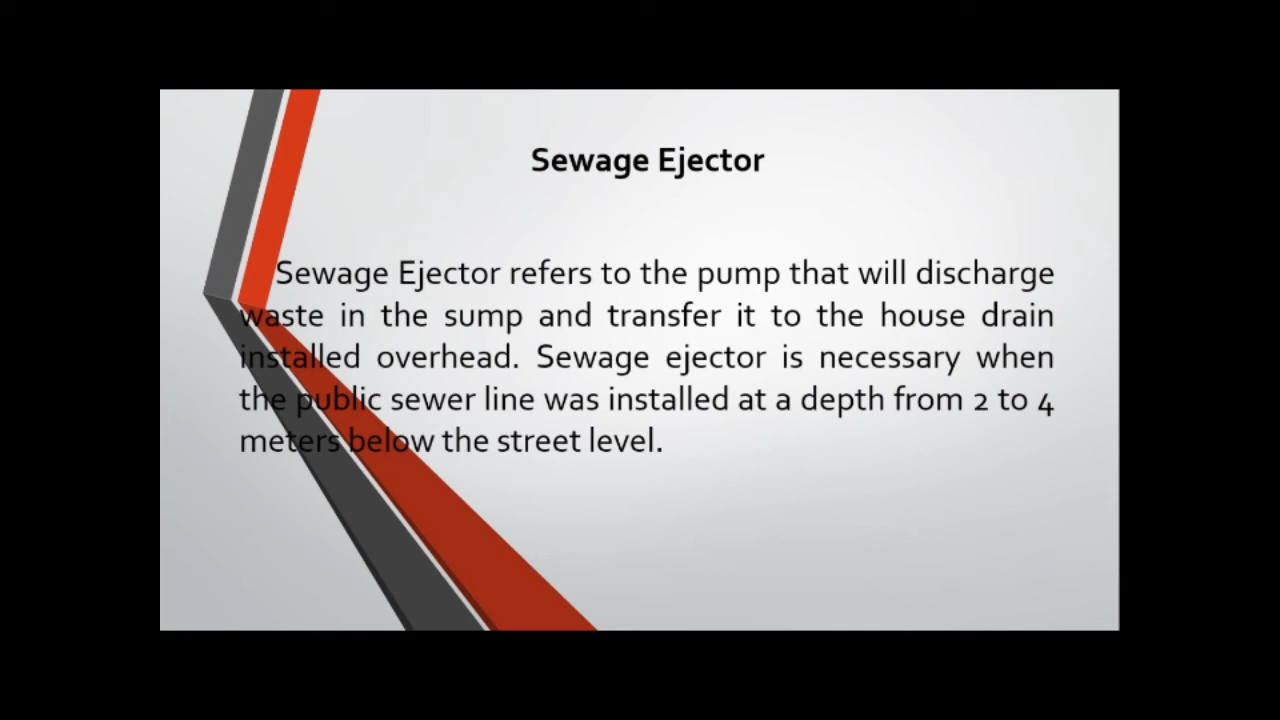 Sewage Ejector
Sewage Ejector refers to the pump that will discharge
waste in the sump and transfer it to the house drain
installed overhead. Sewage ejector is necessary when
the public sewer line was installed at a depth from 2 to 4
meters below the street level.